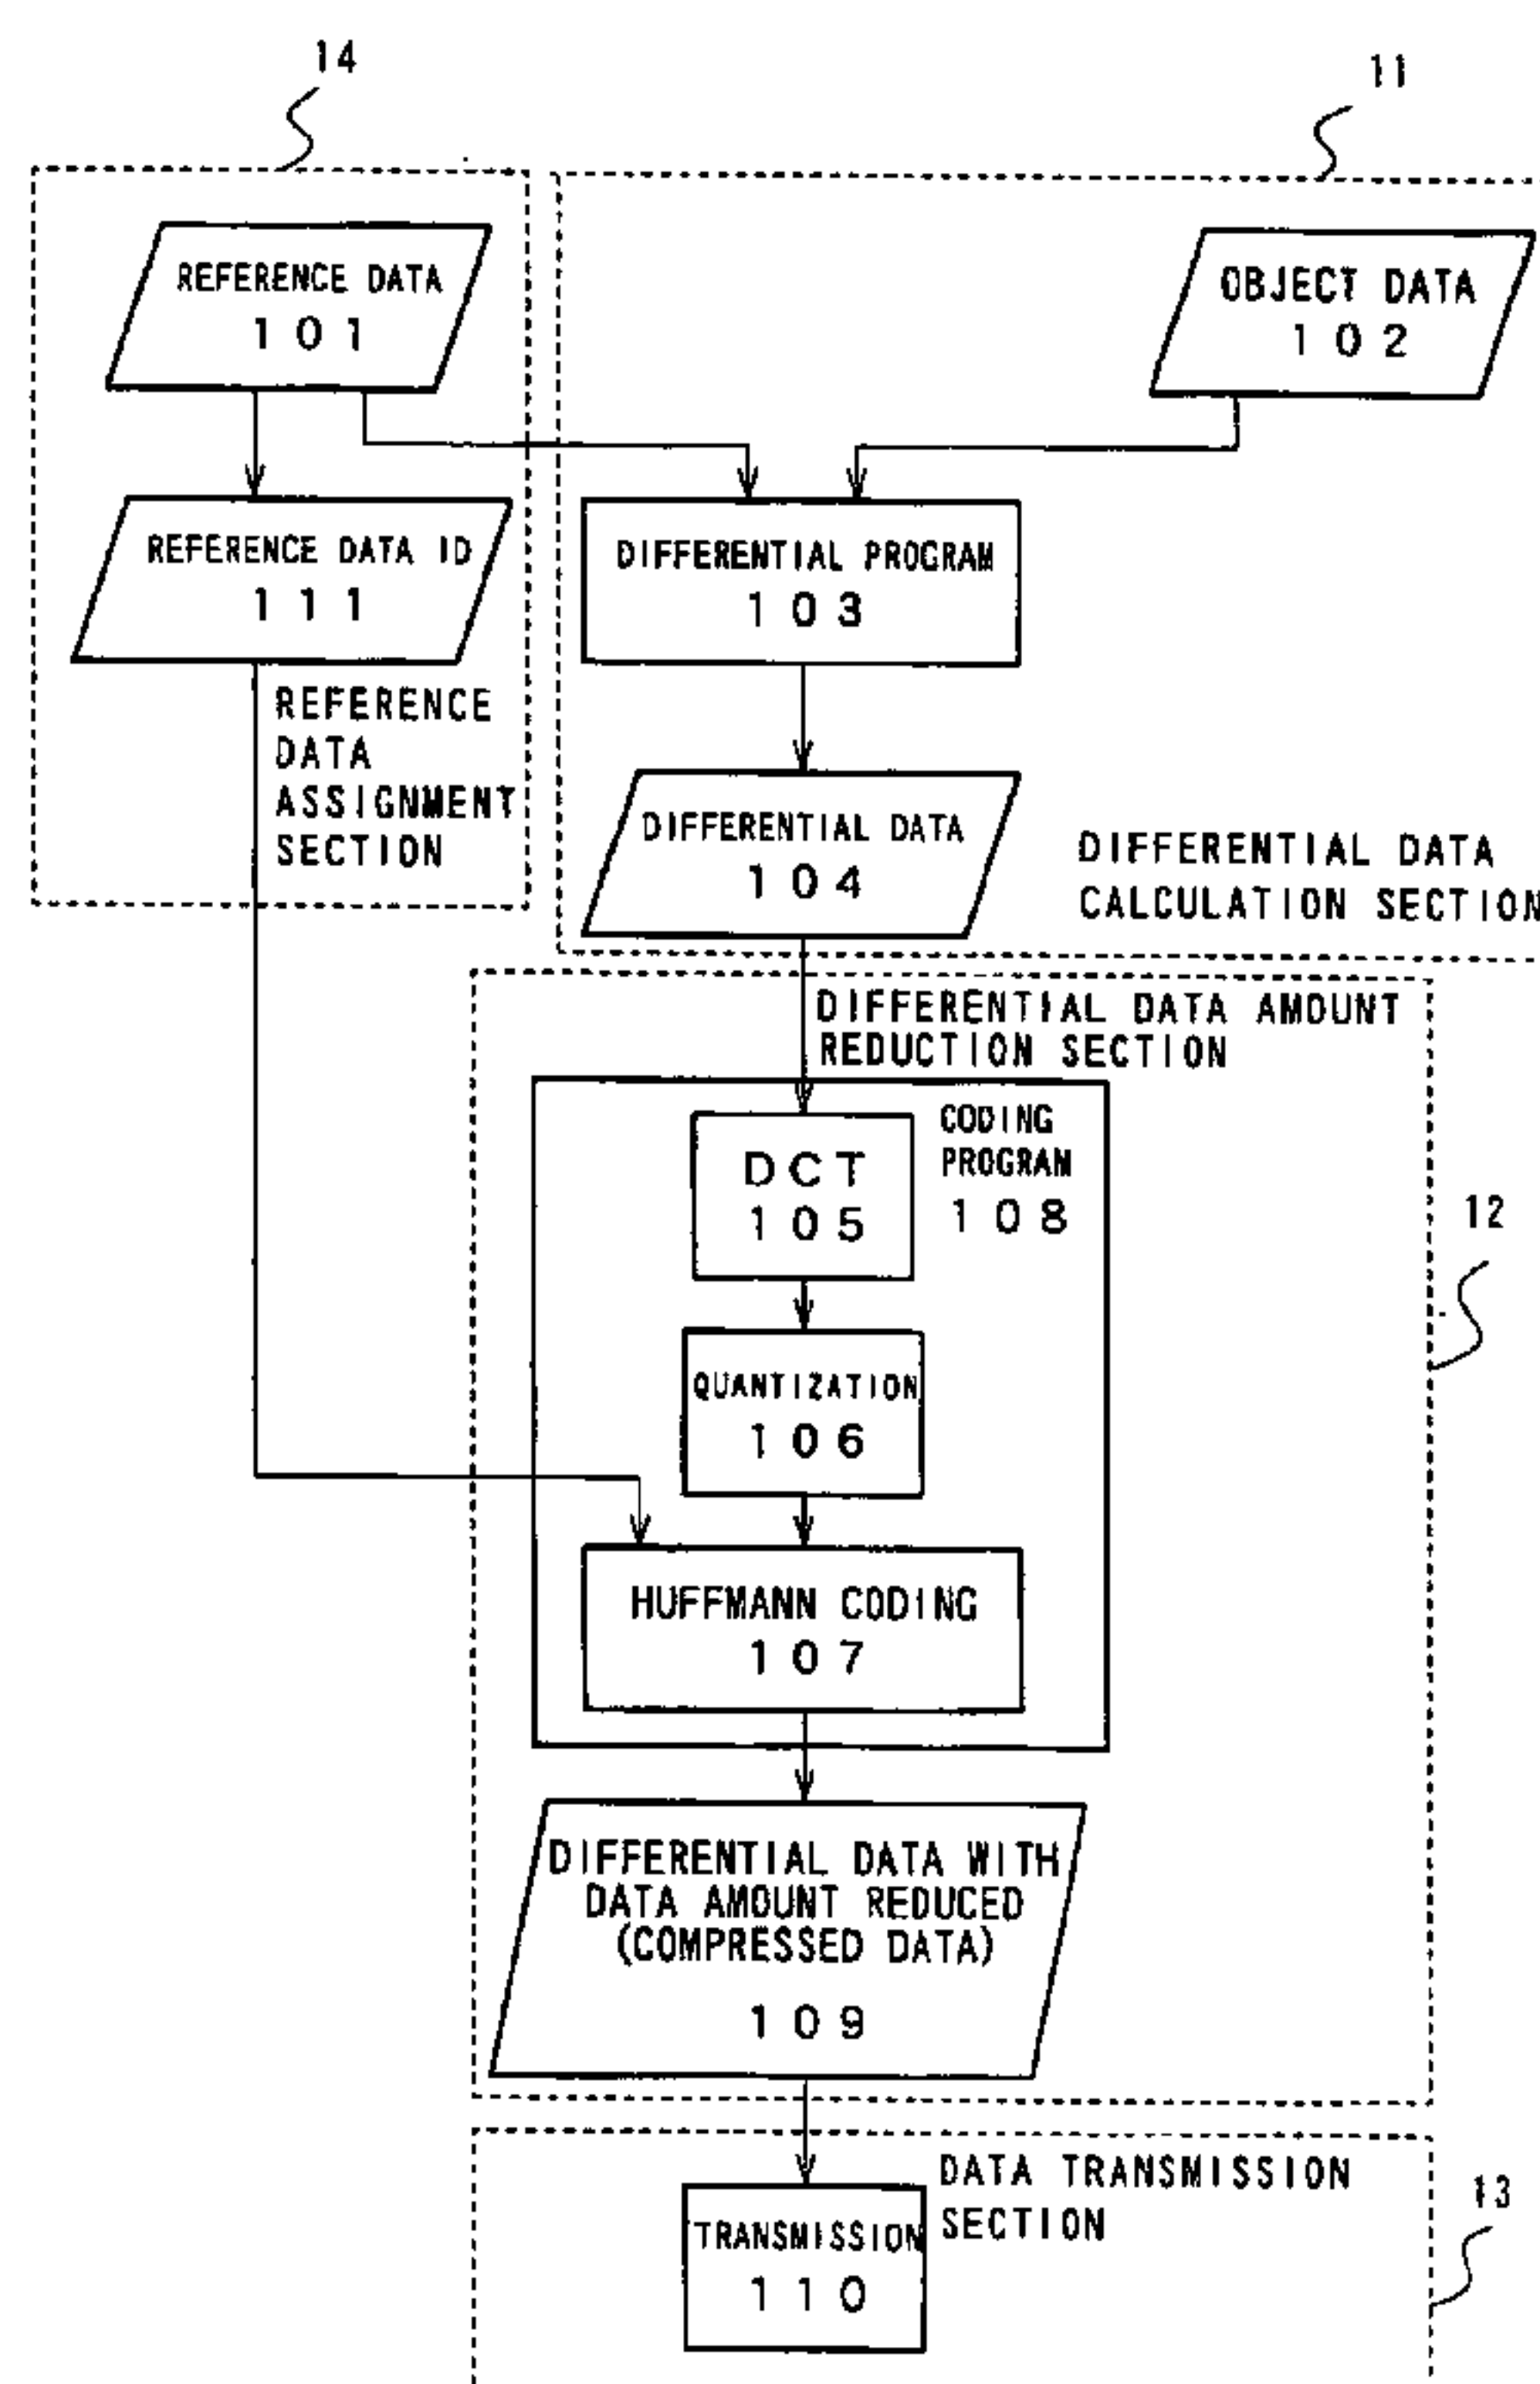 14
11
REFERENCE DATA
101
OBJECT DATA
102
REFERENCE DATA ID
111
DIFFERENTIAL PROGRAM
103
REFERENCE
DATA
ASSIGNMENT
SECTION
DIFFERENTIAL DATA
104
DIFFERENTIAL DATA
CALCULATION SECTION
DIFFERENTIAL DATA AMOUNT
REDUCTION SECTION
CODING
PROGRAM
108
DCT
105
12
QUANTIZATION
106
HUFFMANN CODING
107
DIFFERENTIAL DATA WITH
DATA AMOUNT REDUCED
(COMPRESSED DATA)
109
DATA TRANSMISSION
SECTION
13
TRANSMISSION
110